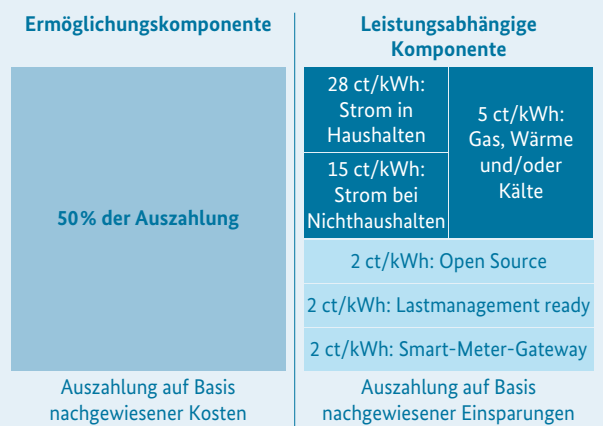 Ermöglichungskomponente
50 % der Auszahlung
Auszahlung auf Basis
nachgewiesener Kosten
Leistungsabhängige
Komponente
28 ct/kWh:
Strom in
Haushalten
15 ct/kWh:
Strom bei
Nichthaushalten
5 ct/kWh:
Gas, Wärme
und/oder
Kälte
2 ct/kWh: Open Source
2 ct/kWh: Lastmanagement ready
2 ct/kWh: Smart-Meter-Gateway
Auszahlung auf Basis
nachgewiesener Einsparungen